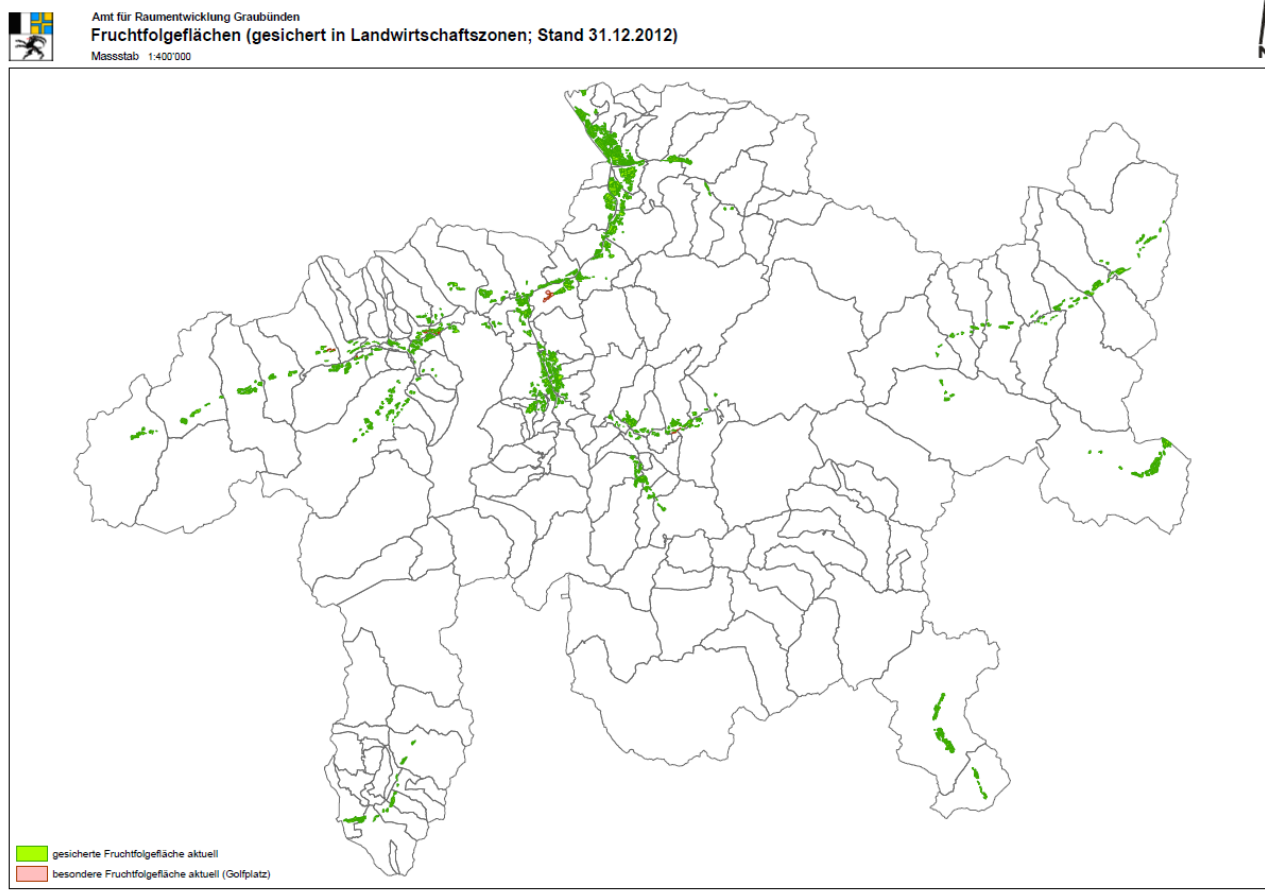 Amt für Raumentwicklung Graubünden
Fruchtfolgeflächen (gesichert in Landwirtschaftszonen; Stand 31.12.2012)
Massstab 1:400'000
N
gesicherte Fruchtfolgefläche aktuell
besondere Fruchtfolgefläche aktuell (Golfplatz)